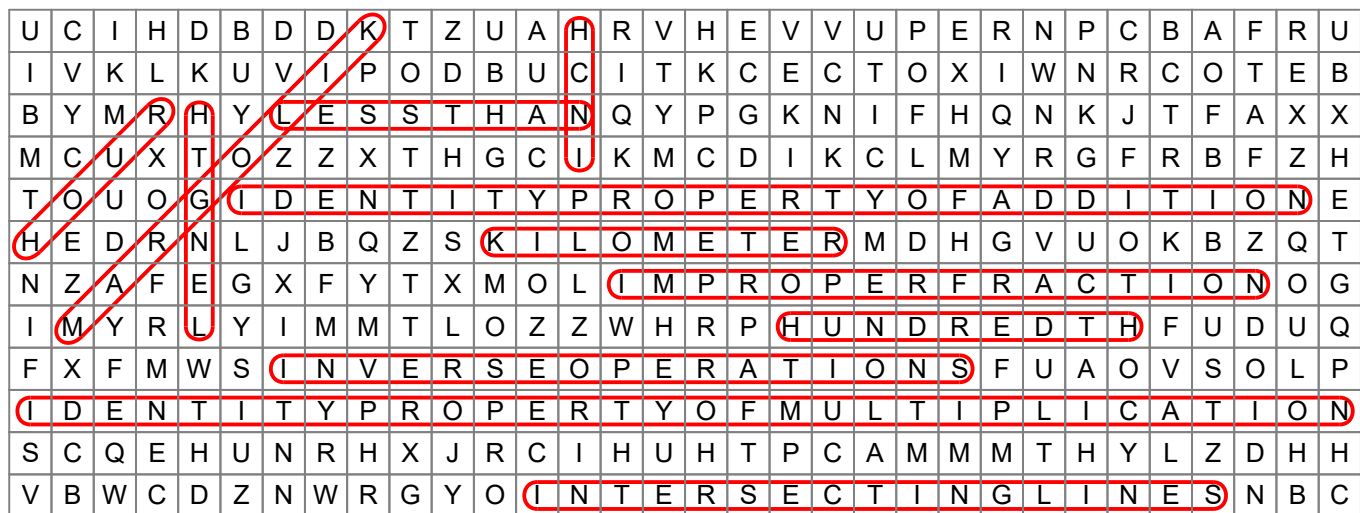 U C I H D B D D K T Z U A H R V H E V V U P E R N P C B A F R U
I V K L K U V I P O D B U C I T K C E C T O X I W N R C O T E B
B Y M R H Y L E S S T H A N Q Y P G K N I F H Q N K J T F A X X
M C U X T O Z Z X T H G C I K M C D I K C L M Y R G F R B F Z H
T O U O G I D E N T I T Y P R O P E R T Y O F A D D I T I O N E
H E D R N L J B Q Z S K I L O M E T E R M D H G V U O K B Z Q T
N Z A F E G X F Y T X M O L I M P R O P E R F R A C T I O N O G
I M Y R L Y I M M T L O Z Z W H R P H U N D R E D T H F U D U Q
F X F M W S I N V E R S E O P E R A T I O N S F U A O V S O L P
I D E N T I T Y P R O P E R T Y O F M U L T I P L I C A T I O N
S C Q E H U N R H X J R C I H U H T P C A M M M T H Y L Z D H H
V B W C D Z N W R G Y O I N T E R S E C T I N G L I N E S N B C